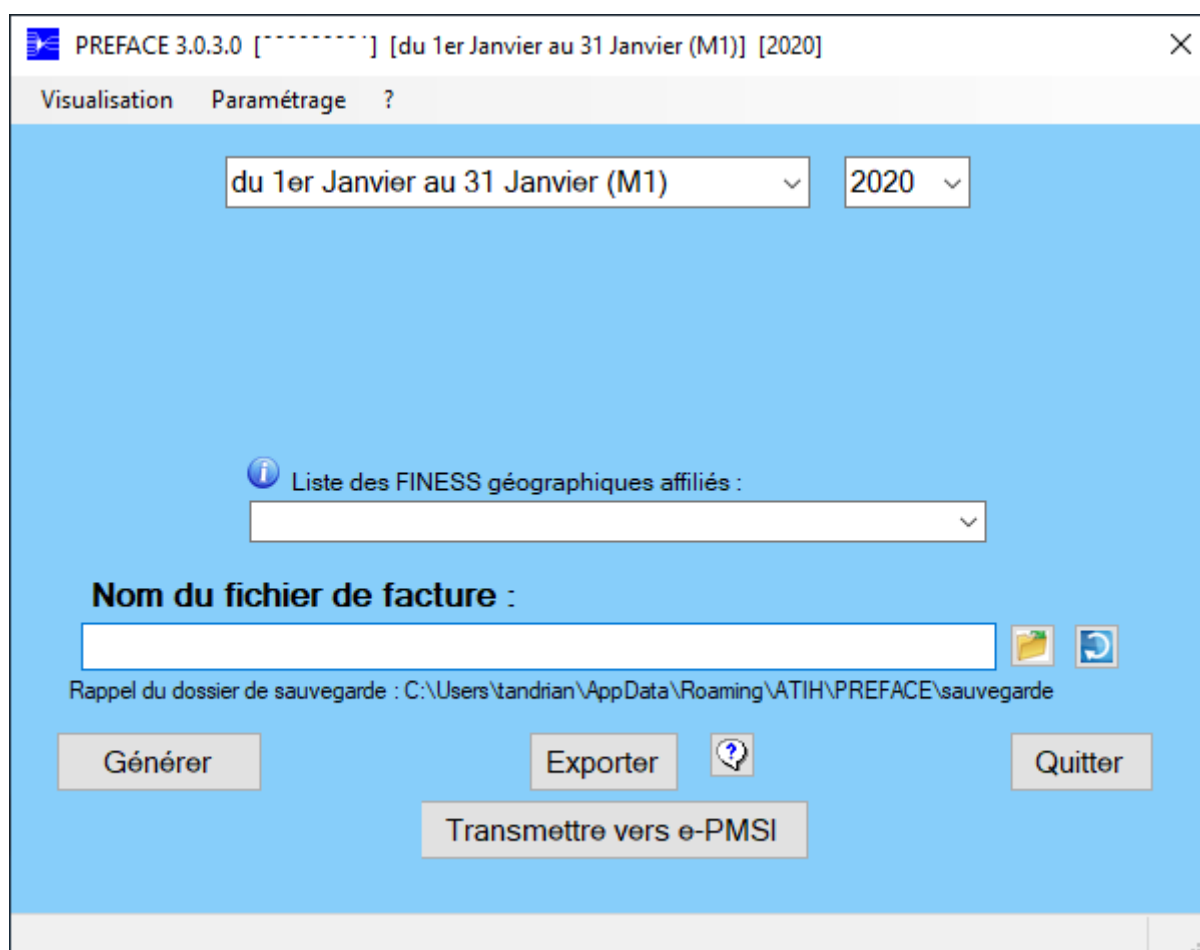 PREFACE 3.0.3.0 [] [du 1er Janvier au 31 Janvier (M1)] [2020]
Visualisation Paramétrage ?
du 1er Janvier au 31 Janvier (M1) 2020
Liste des FINESS géographiques affiliés :
Nom du fichier de facture :
Rappel du dossier de sauvegarde : C:\Users\tandrian\AppData\Roaming\ATIH\PREFACE\sauvegarde
Générer Exporter Quitter
Transmettre vers e-PMSI